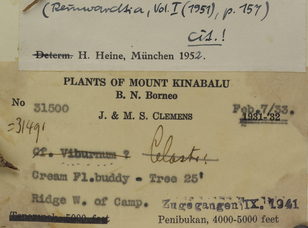 (Reinwardtia, Vol. I (1951), p. 157)
cit.!
Determ. H. Heine, München 1952.
PLANTS OF MOUNT KINABALU
B. N. Borneo
No 31500 Feb.7/33.
J. & M. S. CLEMENS 1931-32
=31491
Cf. Viburnum ?
Cream Fl.buddy - Tree 25'
Ridge W. of Camp. Zugegangen IX. 1941
Penibukan, 4000-5000 feet